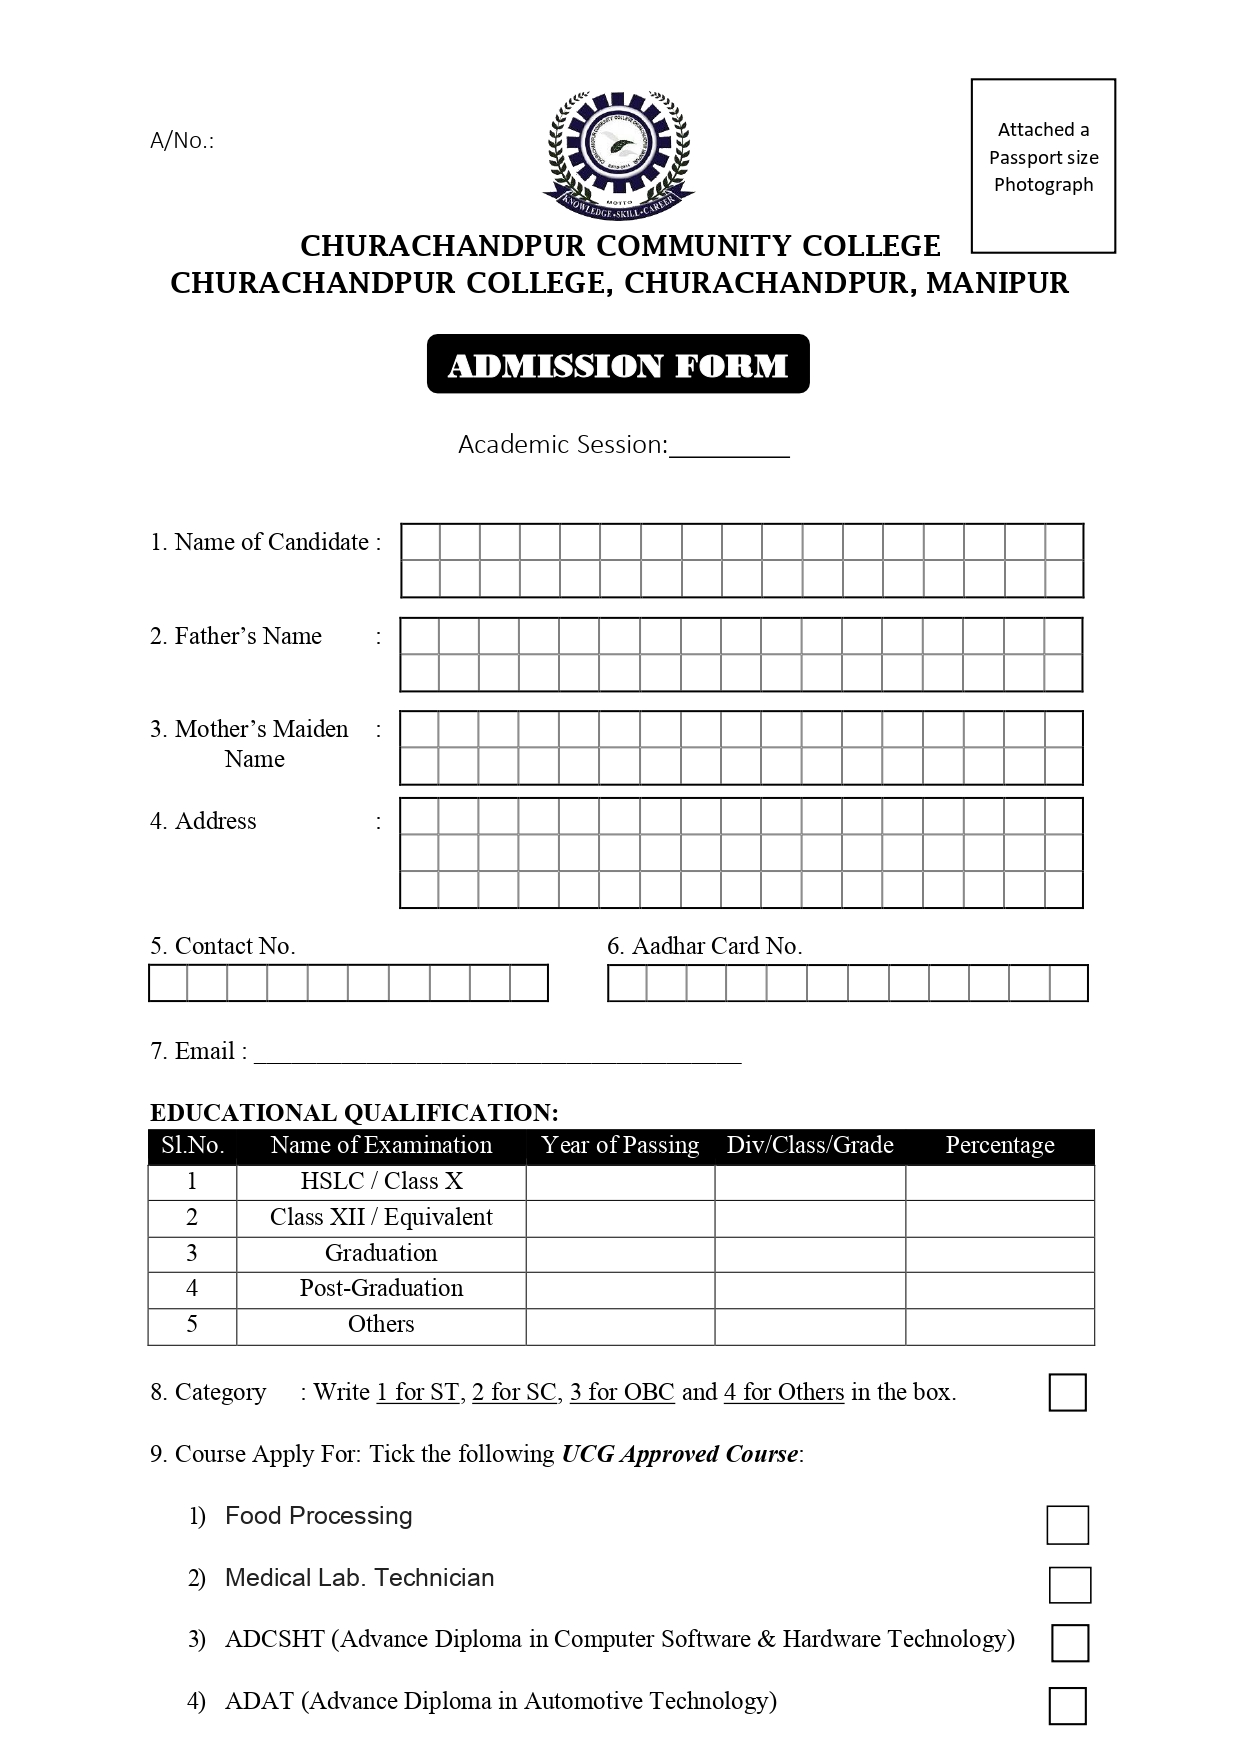 A/No.:
MOTTO
KNOWLEDGE•SKILL•CAREER
Attached a
Passport size
Photograph
CHURACHANDPUR COMMUNITY COLLEGE
CHURACHANDPUR COLLEGE, CHURACHANDPUR, MANIPUR
ADMISSION FORM
Academic Session:_________
1. Name of Candidate :
2. Father’s Name :
3. Mother’s Maiden :
Name
4. Address :
5. Contact No. 6. Aadhar Card No.
7. Email : _______________________________________
EDUCATIONAL QUALIFICATION:
Sl.No. Name of Examination Year of Passing Div/Class/Grade Percentage
1 HSLC / Class X
2 Class XII / Equivalent
3 Graduation
4 Post-Graduation
5 Others
8. Category : Write 1 for ST, 2 for SC, 3 for OBC and 4 for Others in the box.
9. Course Apply For: Tick the following UCG Approved Course:
1) Food Processing
2) Medical Lab. Technician
3) ADCSHT (Advance Diploma in Computer Software & Hardware Technology)
4) ADAT (Advance Diploma in Automotive Technology)